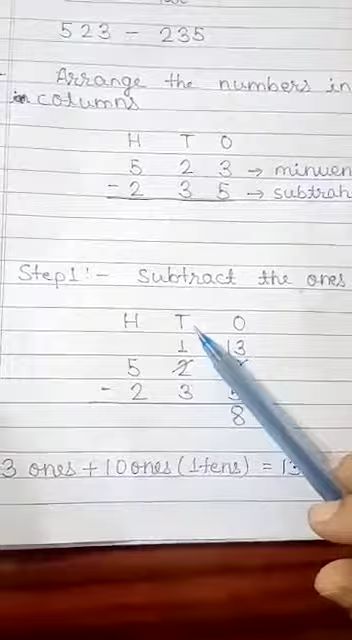 523 - 235
Arrange the numbers in
columns
H T O
5 2 3 → minuen
- 2 3 5 → subtrah
Step1:- Subtract the ones
H T O
1 13
5 2
- 2 3 5
8
3 ones + 10 ones (1 tens) = 13